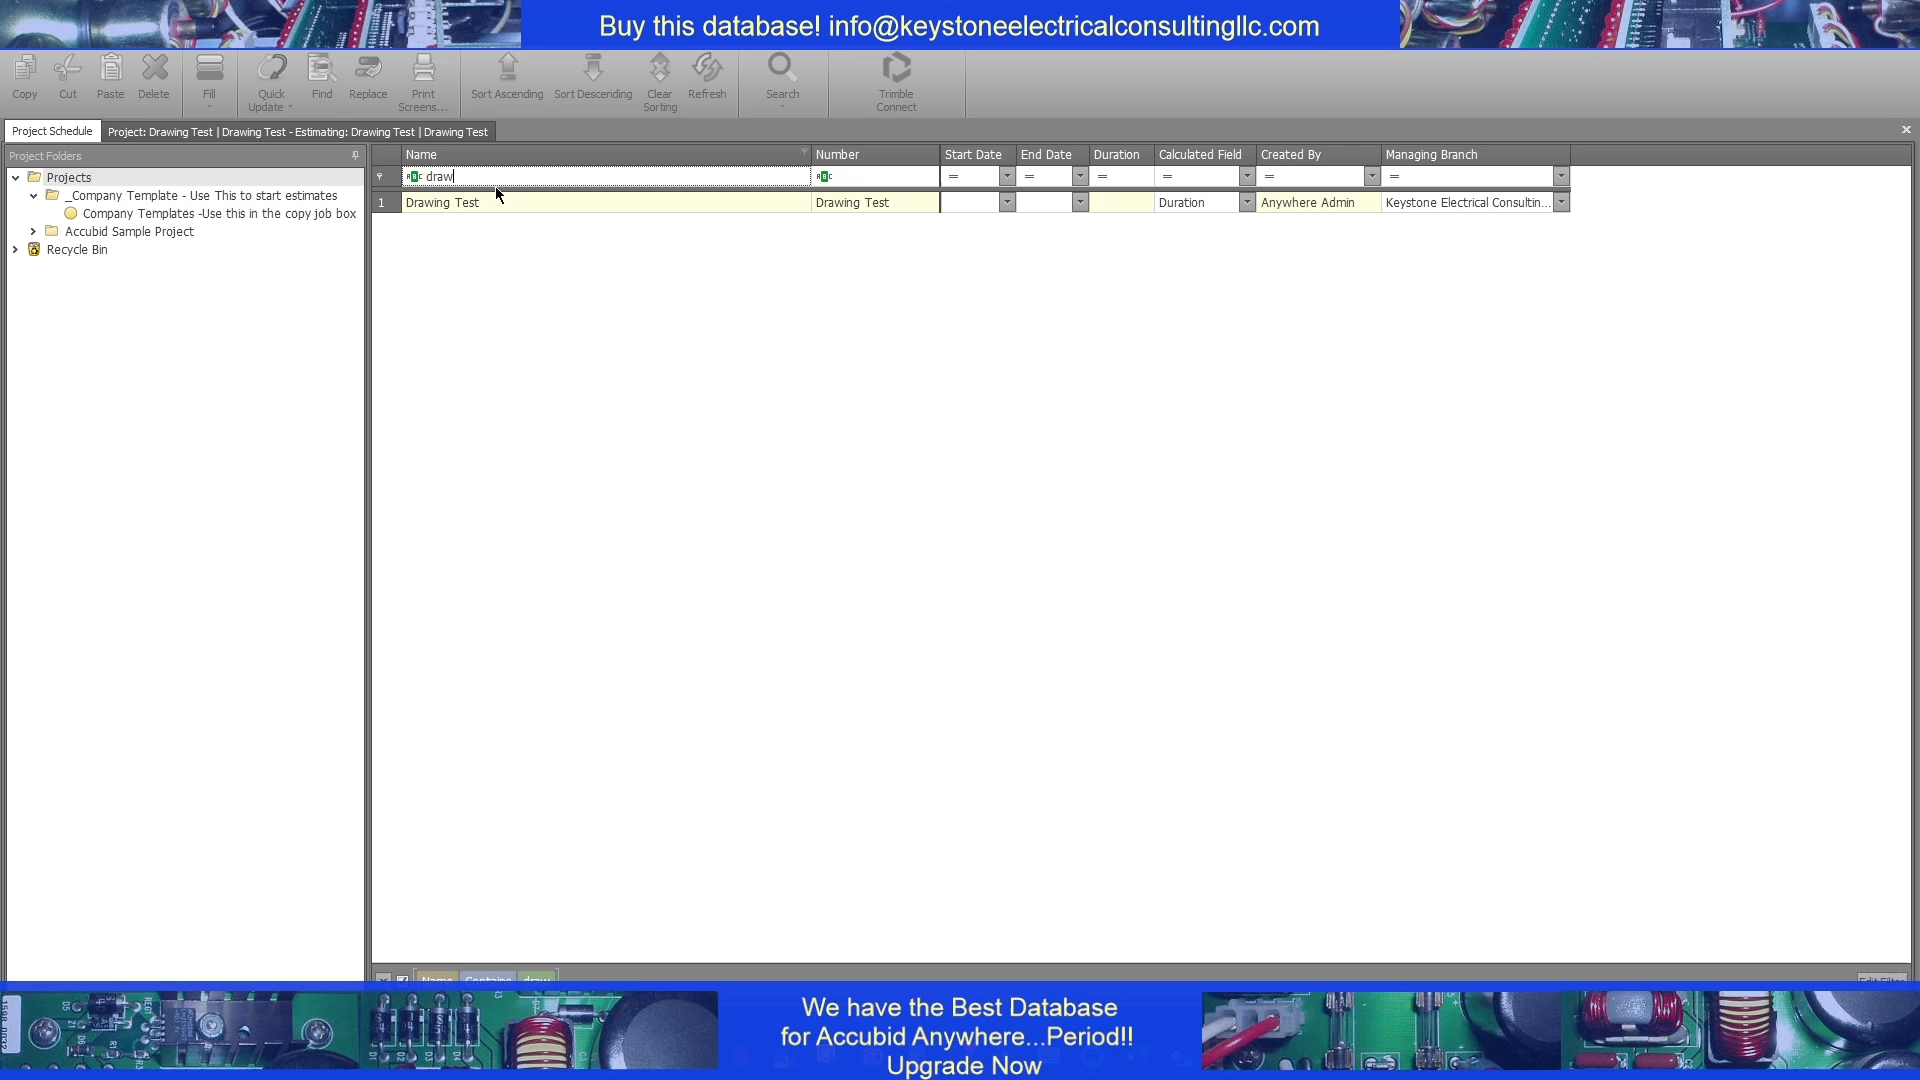 Buy this database! info@keystoneelectricalconsultingllc.com
Copy Cut Paste Delete Fill Quick Update Find Replace Print Screens... Sort Ascending Sort Descending Clear Sorting Refresh Search Trimble Connect
Project Schedule Project: Drawing Test | Drawing Test - Estimating: Drawing Test | Drawing Test
Project Folders
Projects
_Company Template - Use This to start estimates
Company Templates -Use this in the copy job box
Accubid Sample Project
Recycle Bin
Name Number Start Date End Date Duration Calculated Field Created By Managing Branch
draw = = = = = =
1 Drawing Test Drawing Test Duration Anywhere Admin Keystone Electrical Consultin...
Name Contains draw Edit Filter
We have the Best Database
for Accubid Anywhere...Period!!
Upgrade Now